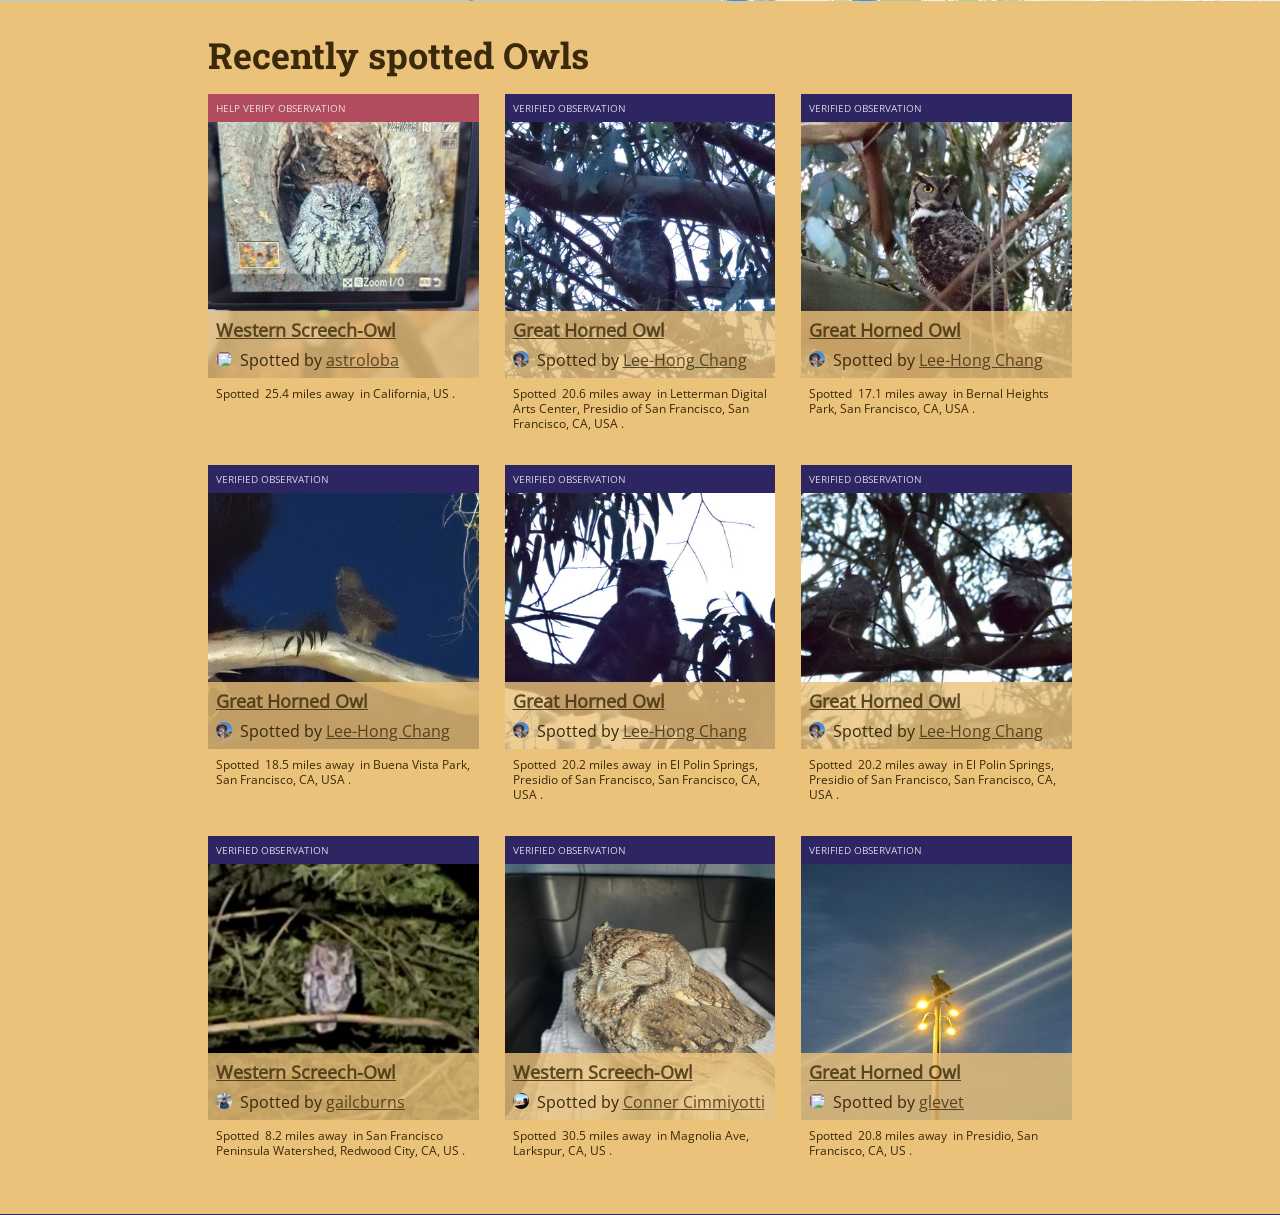 Recently spotted Owls
HELP VERIFY OBSERVATION
Zoom I/O
Western Screech-Owl
Spotted by astroloba
Spotted 25.4 miles away in California, US .
VERIFIED OBSERVATION
Great Horned Owl
Spotted by Lee-Hong Chang
Spotted 20.6 miles away in Letterman Digital
Arts Center, Presidio of San Francisco, San
Francisco, CA, USA .
VERIFIED OBSERVATION
Great Horned Owl
Spotted by Lee-Hong Chang
Spotted 17.1 miles away in Bernal Heights
Park, San Francisco, CA, USA .
VERIFIED OBSERVATION
Great Horned Owl
Spotted by Lee-Hong Chang
Spotted 18.5 miles away in Buena Vista Park,
San Francisco, CA, USA .
VERIFIED OBSERVATION
Great Horned Owl
Spotted by Lee-Hong Chang
Spotted 20.2 miles away in El Polin Springs,
Presidio of San Francisco, San Francisco, CA,
USA .
VERIFIED OBSERVATION
Great Horned Owl
Spotted by Lee-Hong Chang
Spotted 20.2 miles away in El Polin Springs,
Presidio of San Francisco, San Francisco, CA,
USA .
VERIFIED OBSERVATION
Western Screech-Owl
Spotted by gailcburns
Spotted 8.2 miles away in San Francisco
Peninsula Watershed, Redwood City, CA, US .
VERIFIED OBSERVATION
Western Screech-Owl
Spotted by Conner Cimmiyotti
Spotted 30.5 miles away in Magnolia Ave,
Larkspur, CA, US .
VERIFIED OBSERVATION
Great Horned Owl
Spotted by glevet
Spotted 20.8 miles away in Presidio, San
Francisco, CA, US .